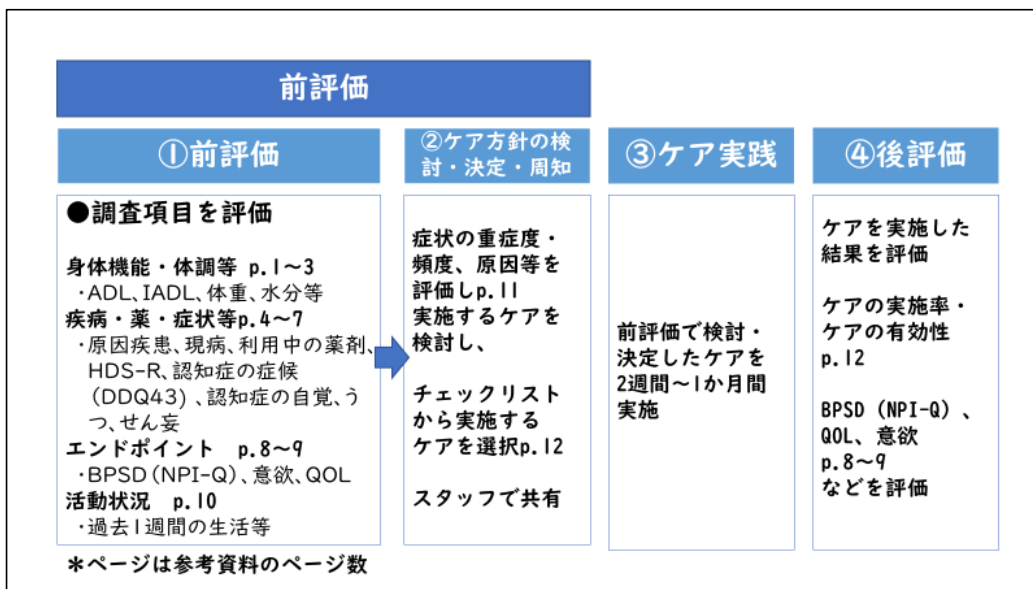 前評価
①前評価
●調査項目を評価
身体機能・体調等 p.1～3
・ADL、IADL、体重、水分等
疾病・薬・症状等p.4～7
・原因疾患、現病、利用中の薬剤、
HDS-R、認知症の症候
(DDQ43) 、認知症の自覚、う
つ、せん妄
エンドポイント p.8～9
・BPSD(NPI-Q)、意欲、QOL
活動状況 p.10
・過去1週間の生活等
＊ページは参考資料のページ数
②ケア方針の検
討・決定・周知
症状の重症度・
頻度、原因等を
評価しp.11
実施するケアを
検討し、
チェックリスト
から実施する
ケアを選択p.12
スタッフで共有
③ケア実践
前評価で検討・
決定したケアを
2週間～1か月間
実施
④後評価
ケアを実施した
結果を評価
ケアの実施率・
ケアの有効性
p.12
BPSD (NPI-Q) 、
QOL、意欲
p.8～9
などを評価